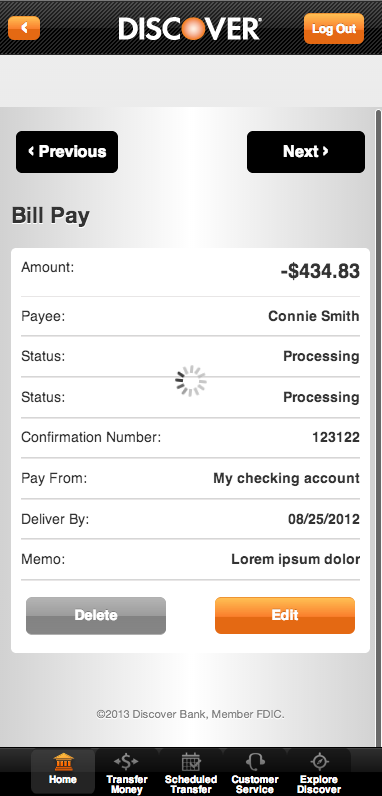 DISCOVER®
Log Out
‹ Previous
Next ›
Bill Pay
Amount: -$434.83
Payee: Connie Smith
Status: Processing
Status: Processing
Confirmation Number: 123122
Pay From: My checking account
Deliver By: 08/25/2012
Memo: Lorem ipsum dolor
Delete
Edit
©2013 Discover Bank, Member FDIC.
Home
Transfer
Money
Scheduled
Transfer
Customer
Service
Explore
Discover